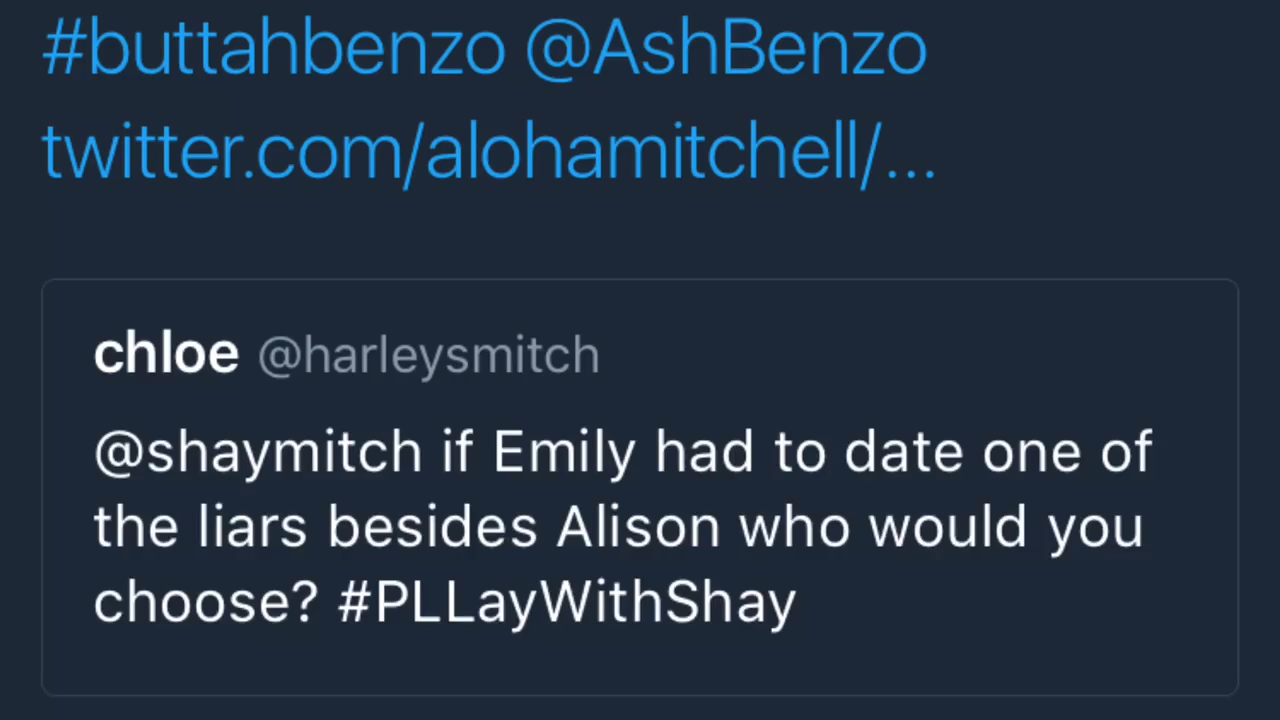 #buttahbenzo @AshBenzo
twitter.com/alohamitchell/...
chloe @harleysmitch
@shaymitch if Emily had to date one of
the liars besides Alison who would you
choose? #PLLayWithShay